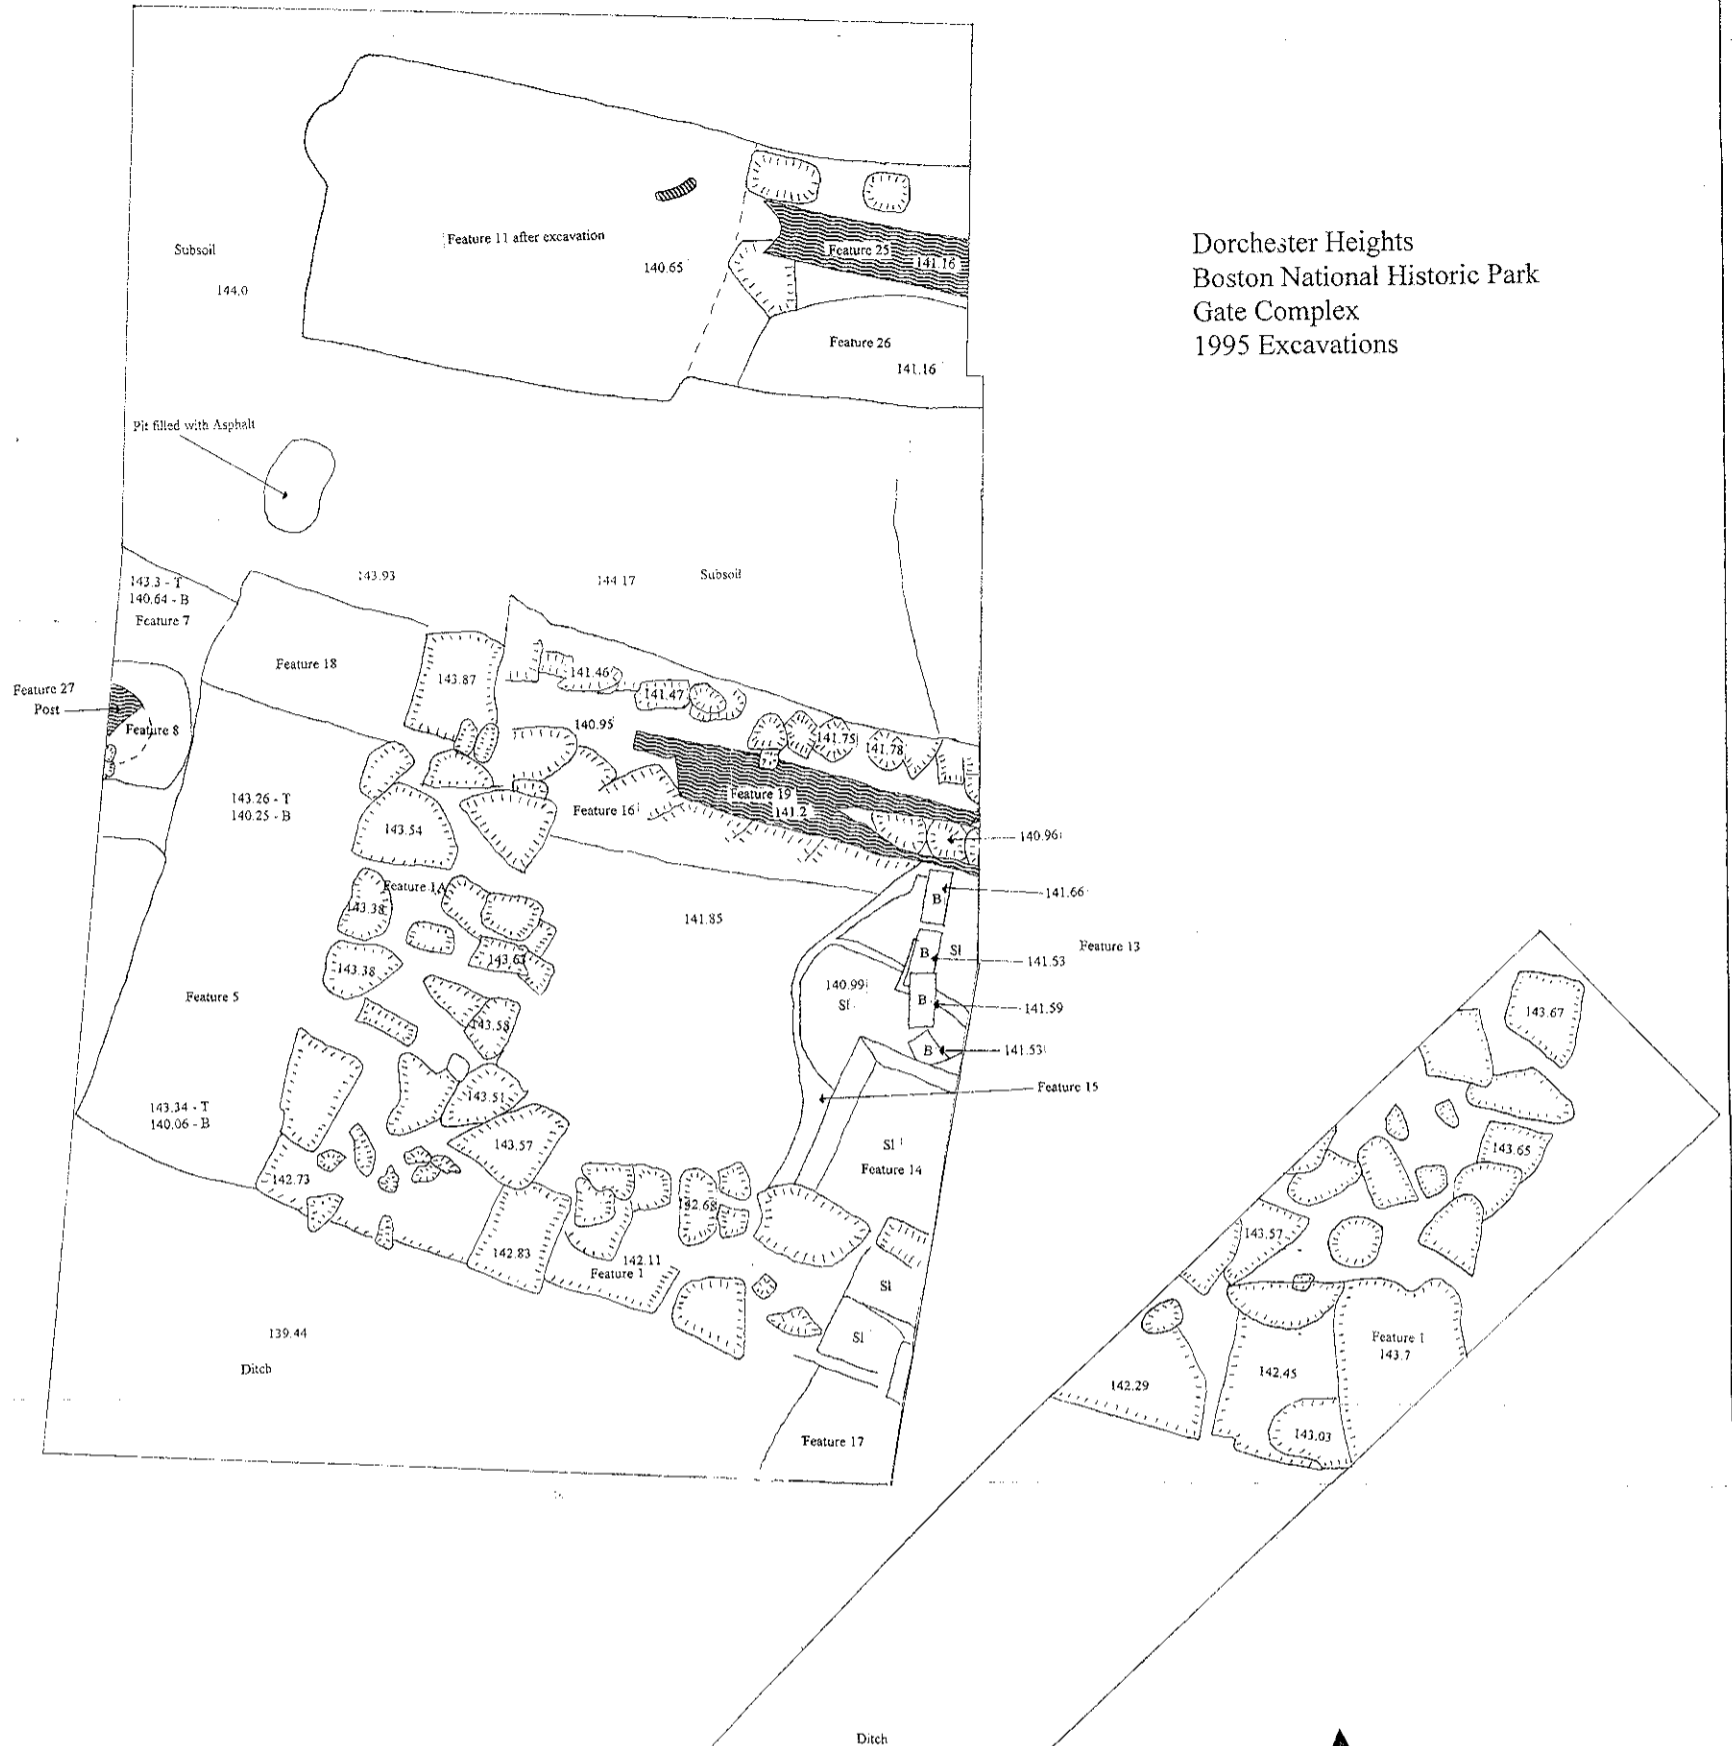 Dorchester Heights
Boston National Historic Park
Gate Complex
1995 Excavations
Subsoil
144.0
Feature 11 after excavation
140.65
Feature 25
141.16
Feature 26
141.16
Pit filled with Asphalt
143.93
144.17
Subsoil
143.3 - T
140.64 - B
Feature 7
Feature 18
143.87
141.46
141.47
140.95
141.75
141.78
Feature 27
Post
Feature 8
143.26 - T
140.25 - B
143.54
Feature 16
Feature 19
141.2
140.96
Feature 1A
143.38
141.85
B
141.66
143.38
143.63
B
Sl
141.53
Feature 13
140.99
Sl
B
141.59
Feature 5
143.58
B
141.53
143.51
Feature 15
143.34 - T
140.06 - B
143.57
Sl
Feature 14
142.73
142.83
142.11
Feature 1
Sl
Sl
139.44
Ditch
Feature 17
143.67
143.65
143.57
Feature 1
143.7
142.45
142.29
143.03
Ditch